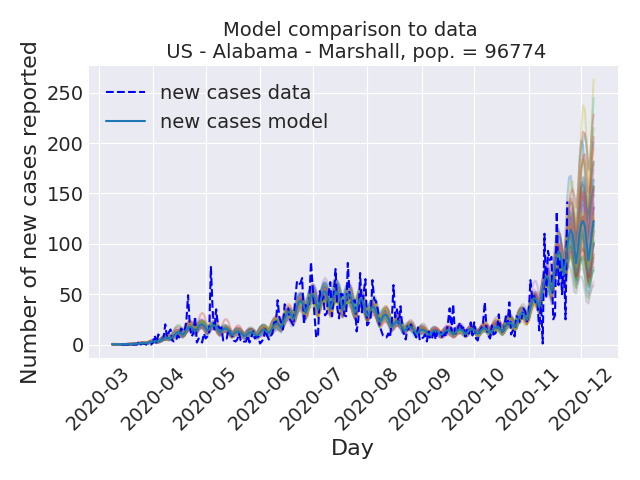 Model comparison to data
US - Alabama - Marshall, pop. = 96774
new cases data
new cases model
Number of new cases reported
250
200
150
100
50
0
2020-03
2020-04
2020-05
2020-06
2020-07
2020-08
2020-09
2020-10
2020-11
2020-12
Day